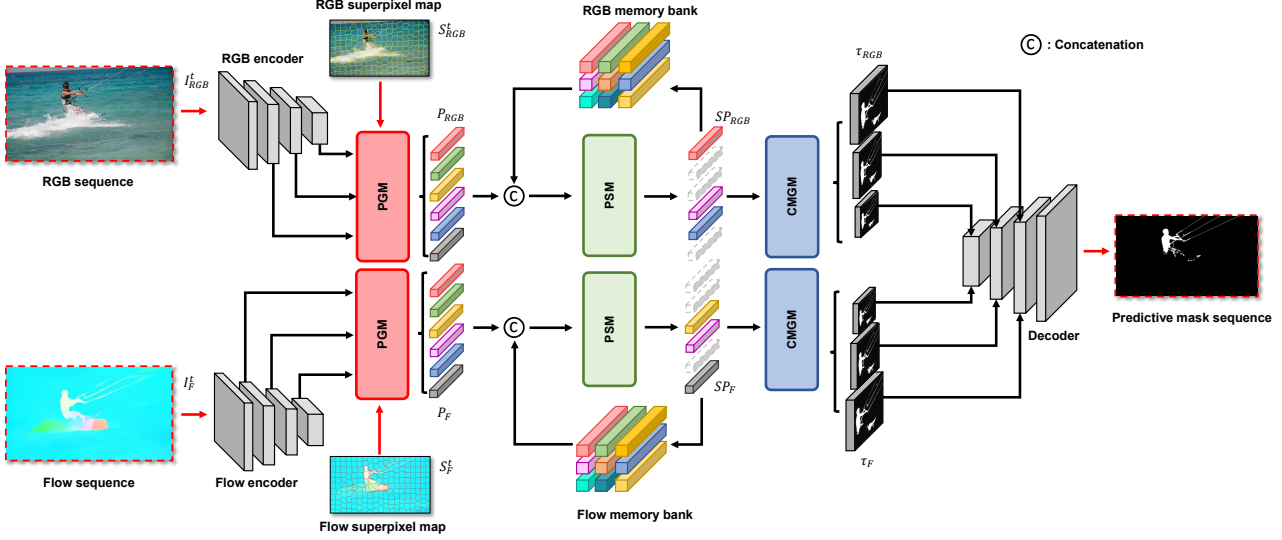 RGB superpixel map
RGB memory bank
$S^t_{RGB}$
RGB encoder
Ⓒ : Concatenation
$\tau_{RGB}$
$I^t_{RGB}$
$P_{RGB}$
$SP_{RGB}$
PGM
C
PSM
CMGM
RGB sequence
PGM
C
PSM
CMGM
Predictive mask sequence
Decoder
$I^t_F$
$P_F$
$SP_F$
$\tau_F$
$S^t_F$
Flow sequence
Flow encoder
Flow superpixel map
Flow memory bank